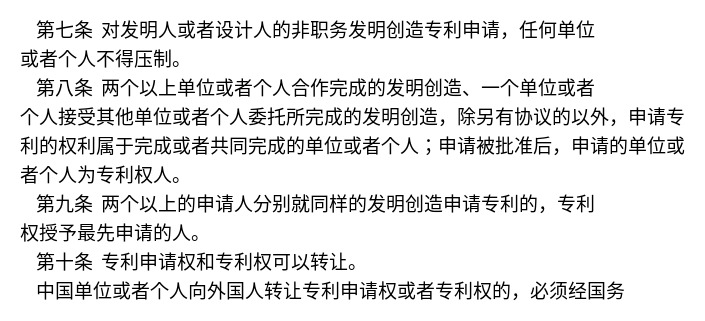 第七条 对发明人或者设计人的非职务发明创造专利申请，任何单位
或者个人不得压制。
第八条 两个以上单位或者个人合作完成的发明创造、一个单位或者
个人接受其他单位或者个人委托所完成的发明创造，除另有协议的以外，申请专
利的权利属于完成或者共同完成的单位或者个人；申请被批准后，申请的单位或
者个人为专利权人。
第九条 两个以上的申请人分别就同样的发明创造申请专利的，专利
权授予最先申请的人。
第十条 专利申请权和专利权可以转让。
中国单位或者个人向外国人转让专利申请权或者专利权的，必须经国务